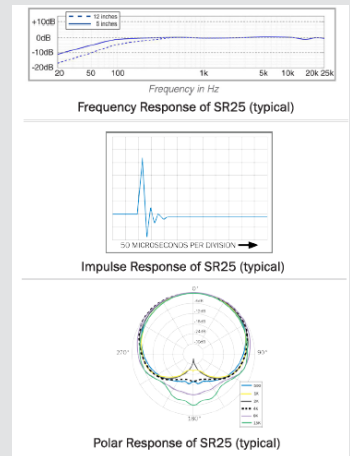 12 inches
6 inches
+10dB
0dB
-10dB
-20dB
20 50 100 1k 5k 10k 20k 25k
Frequency in Hz
Frequency Response of SR25 (typical)
50 MICROSECONDS PER DIVISION
Impulse Response of SR25 (typical)
0°
270°
90°
180°
Polar Response of SR25 (typical)